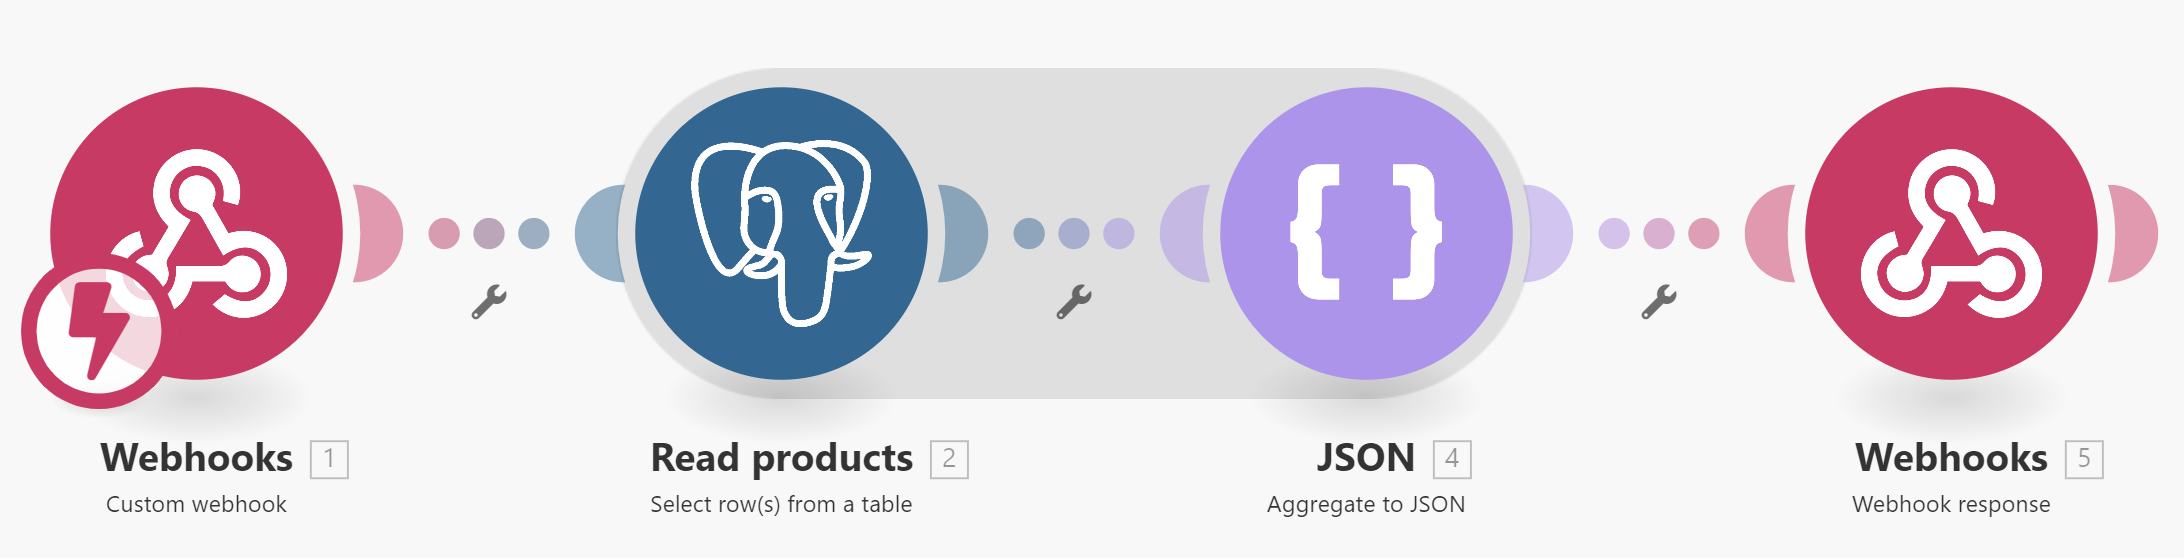 Webhooks 1
Custom webhook
Read products 2
Select row(s) from a table
JSON 4
Aggregate to JSON
Webhooks 5
Webhook response